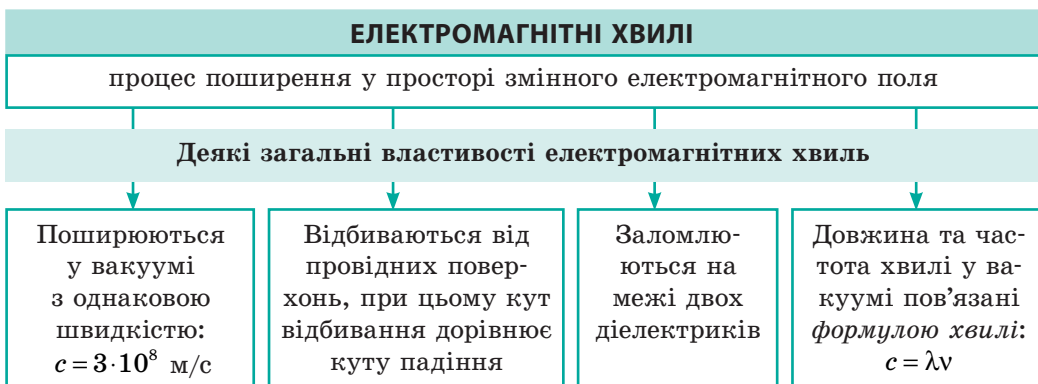 ЕЛЕКТРОМАГНІТНІ ХВИЛІ
процес поширення у просторі змінного електромагнітного поля
Деякі загальні властивості електромагнітних хвиль
Поширюються
у вакуумі
з однаковою
швидкістю:
c = 3·10⁸ м/с
Відбиваються від
провідних повер-
хонь, при цьому кут
відбивання дорівнює
куту падіння
Заломлю-
ються на
межі двох
діелектриків
Довжина та час-
тота хвилі у ва-
куумі пов’язані
формулою хвилі:
c = λν